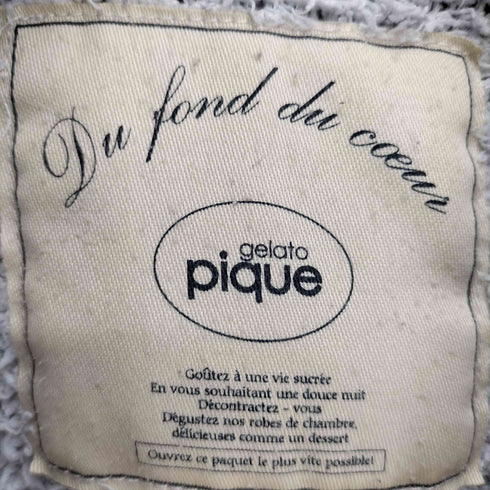 Du fond du cœur
gelato
pique
Goûtez à une vie sucrée
En vous souhaitant une douce nuit
Décontractez - vous
Dégustez nos robes de chambre,
délicieuses comme un dessert
Ouvrez ce paquet le plus vite possible!